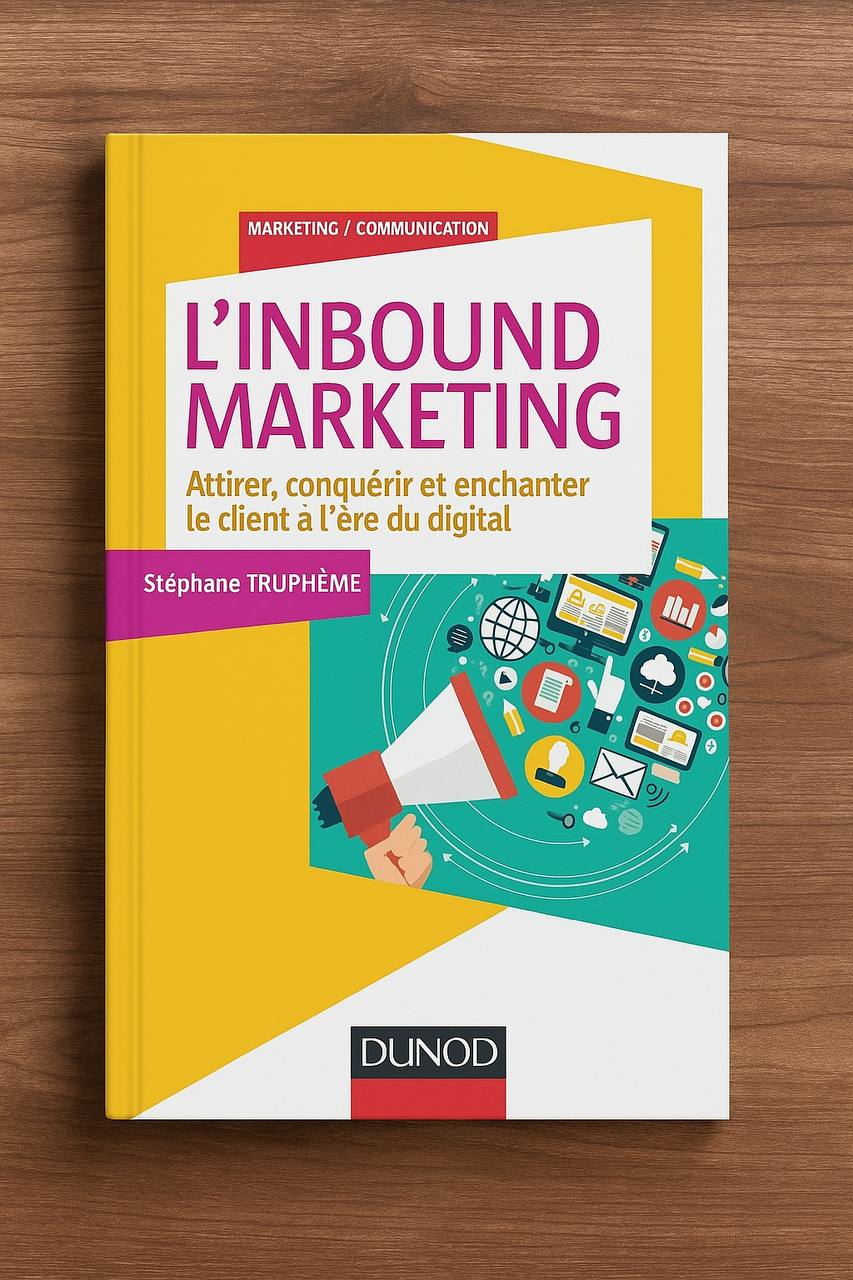 MARKETING / COMMUNICATION
L’INBOUND
MARKETING
Attirer, conquérir et enchanter
le client à l’ère du digital
Stéphane TRUPHÈME
DUNOD